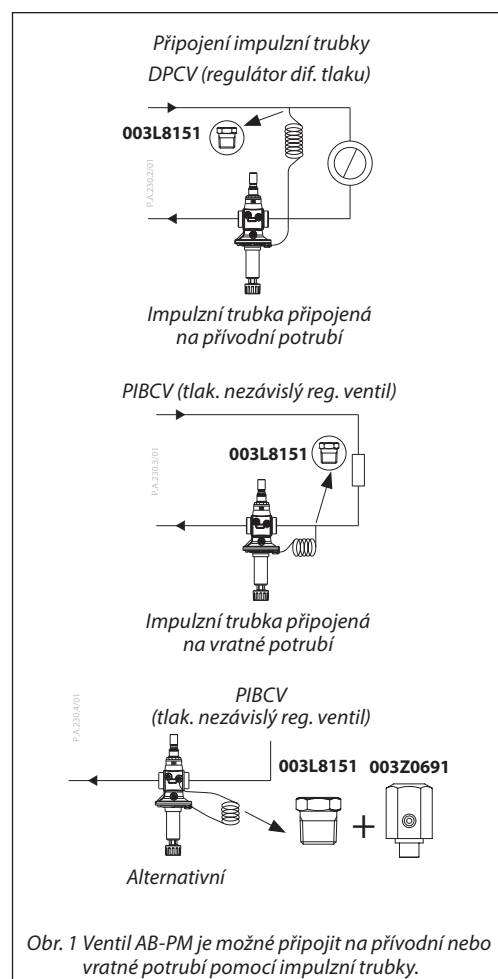 Připojení impulzní trubky
DPCV (regulátor dif. tlaku)
003L8151
P.A.230.2/01
Impulzní trubka připojená
na přívodní potrubí
PIBCV (tlak. nezávislý reg. ventil)
003L8151
P.A.230.3/01
Impulzní trubka připojená
na vratné potrubí
P.A.230.4/01
PIBCV
(tlak. nezávislý reg. ventil)
003L8151 003Z0691
+
Alternativní
Obr. 1 Ventil AB-PM je možné připojit na přívodní nebo
vratné potrubí pomocí impulzní trubky.